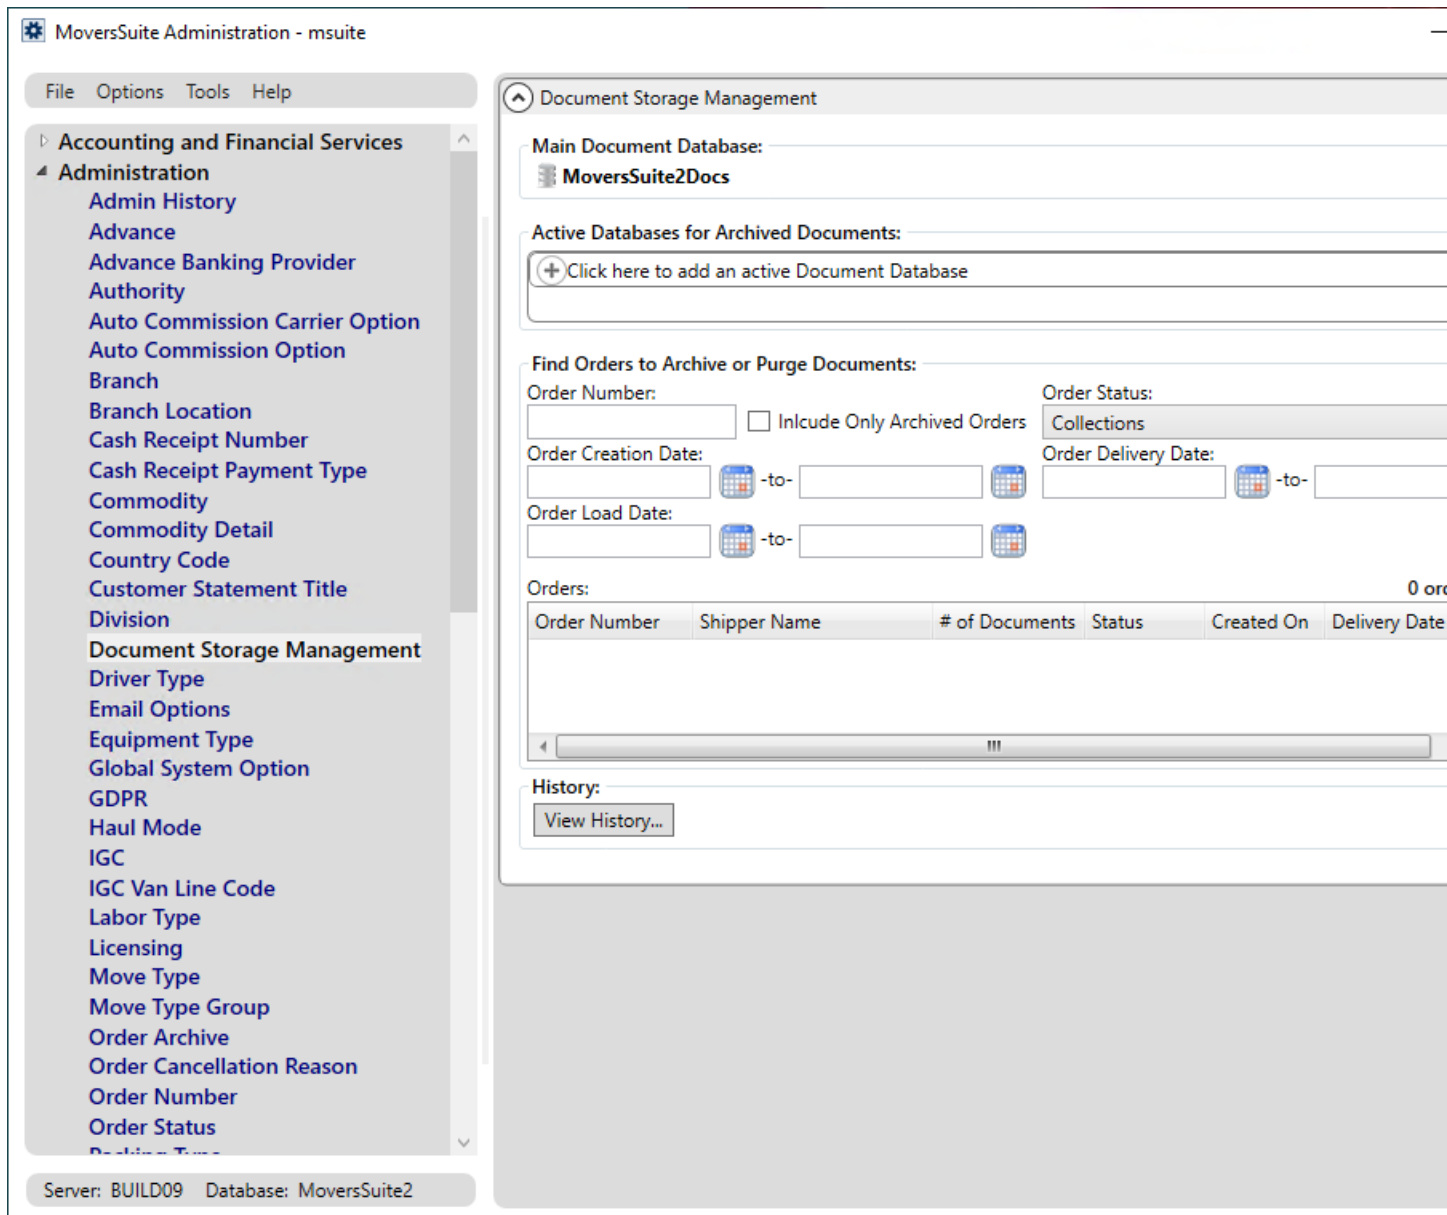 MoversSuite Administration - msuite
File Options Tools Help
Accounting and Financial Services
Administration
Admin History
Advance
Advance Banking Provider
Authority
Auto Commission Carrier Option
Auto Commission Option
Branch
Branch Location
Cash Receipt Number
Cash Receipt Payment Type
Commodity
Commodity Detail
Country Code
Customer Statement Title
Division
Document Storage Management
Driver Type
Email Options
Equipment Type
Global System Option
GDPR
Haul Mode
IGC
IGC Van Line Code
Labor Type
Licensing
Move Type
Move Type Group
Order Archive
Order Cancellation Reason
Order Number
Order Status
Server: BUILD09 Database: MoversSuite2
Document Storage Management
Main Document Database:
MoversSuite2Docs
Active Databases for Archived Documents:
Click here to add an active Document Database
Find Orders to Archive or Purge Documents:
Order Number: Order Status:
Inlcude Only Archived Orders Collections
Order Creation Date: Order Delivery Date:
-to- -to-
Order Load Date:
-to-
Orders: 0
Order Number Shipper Name # of Documents Status Created On Delivery Date
History:
View History...